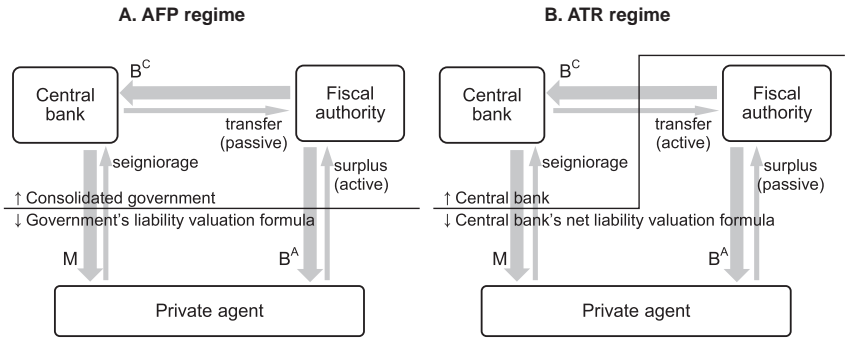 A. AFP regime
B^C
Central
bank
Fiscal
authority
transfer
(passive)
seigniorage
surplus
(active)
↑ Consolidated government
↓ Government's liability valuation formula
M
B^A
Private agent
B. ATR regime
B^C
Central
bank
Fiscal
authority
transfer
(active)
seigniorage
surplus
(passive)
↑ Central bank
↓ Central bank's net liability valuation formula
M
B^A
Private agent